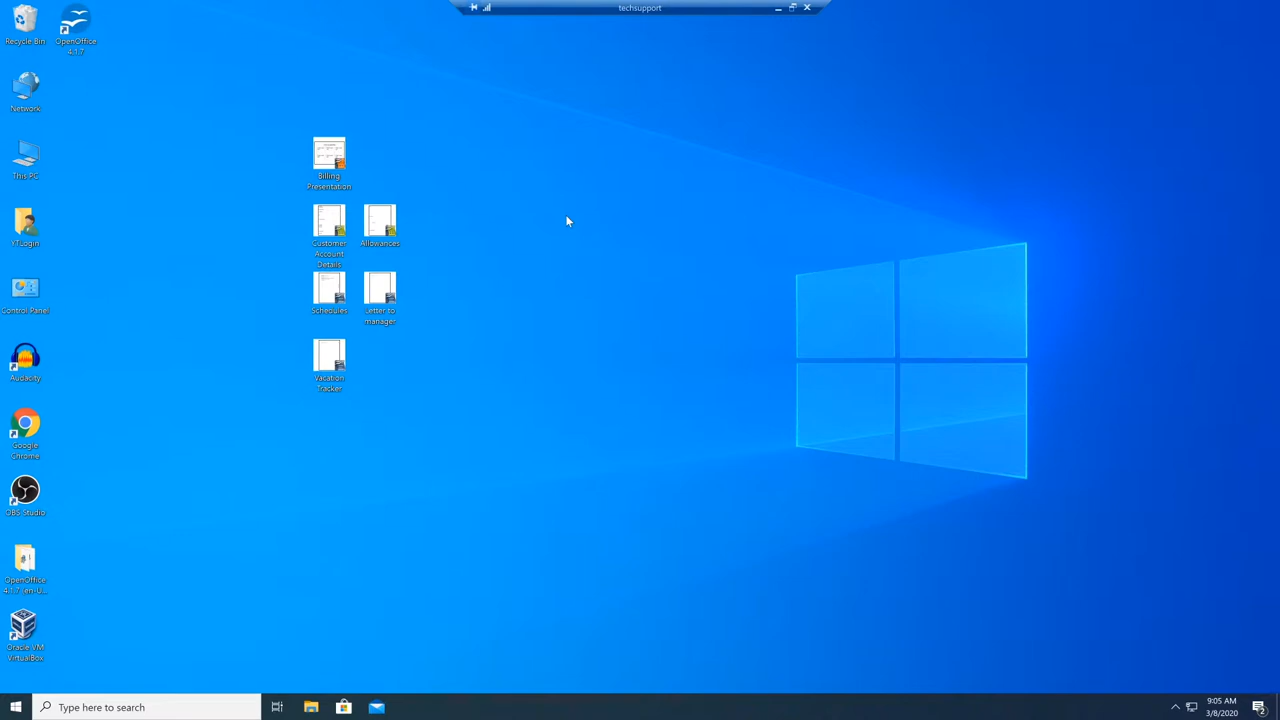 techsupport
Recycle Bin
OpenOffice
4.1.7
Network
This PC
YTLogin
Control Panel
Audacity
Google
Chrome
OBS Studio
OpenOffice
4.1.7 (en-U...
Oracle VM
VirtualBox
Billing
Presentation
Customer
Account
Details
Allowances
Schedules
Letter to
manager
Vacation
Tracker
Type here to search
9:05 AM
3/8/2020
2